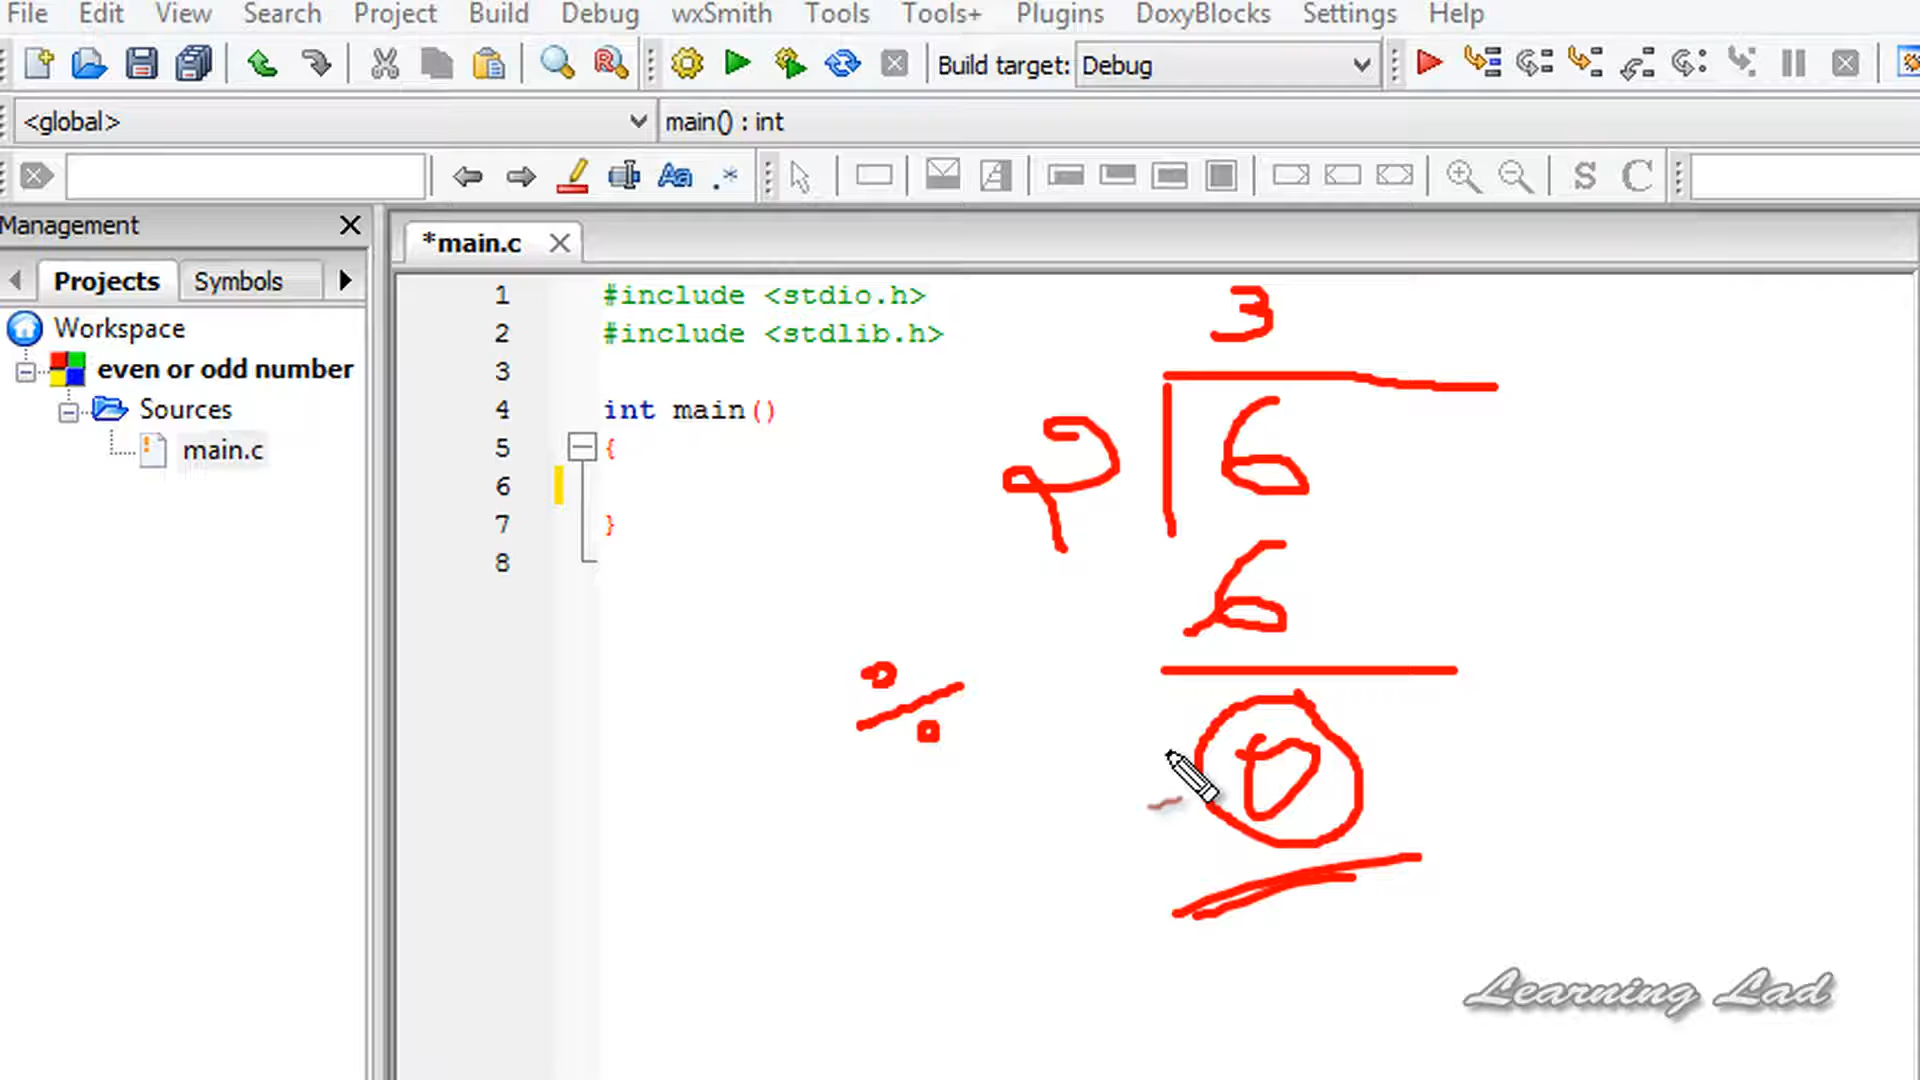 File Edit View Search Project Build Debug wxSmith Tools Tools+ Plugins DoxyBlocks Settings Help
Build target: Debug
<global> main() : int
S C
Management
Projects Symbols
Workspace
even or odd number
Sources
main.c
*main.c
1 #include <stdio.h>
2 #include <stdlib.h>
3
4 int main()
5 {
6
7 }
8
3
2 6
6
%
0
Learning Lad